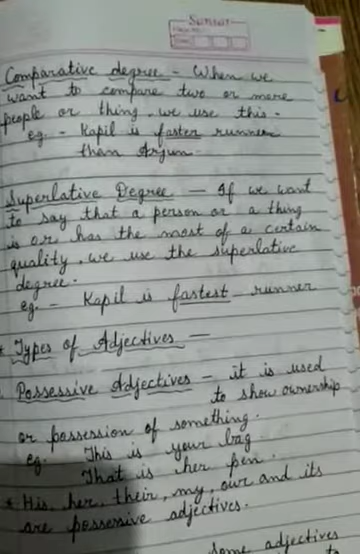 Sunsar
Comparative degree - When we
want to compare two or more
people or thing, we use this.
eg. - Kapil is faster runner
than Arjun.
Superlative Degree - If we want
to say that a person or a thing
is or has the most of a certain
quality, we use the superlative
degree.
eg. - Kapil is fastest runner
* Types of Adjectives -
Possessive Adjectives - it is used
to show ownership
or possession of something.
eg. This is your bag.
That is her pen.
* His, her, their, my, our and its
are possessive adjectives.
some adjectives
to